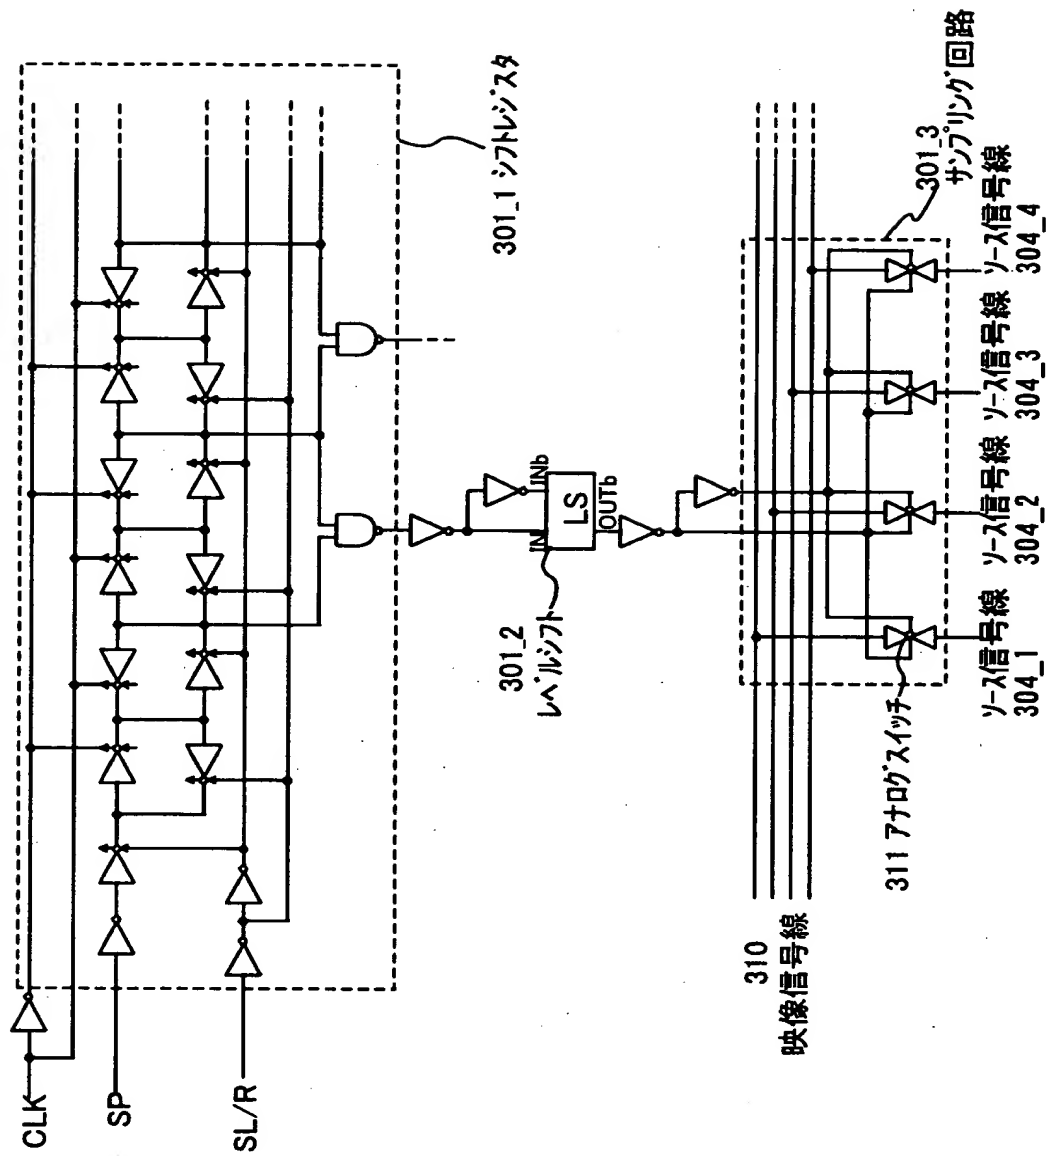 CLK
SP
SL/R
301_1 シフトレジスタ
301_2
レベルシフト
IN
INb
LS
OUTb
310
映像信号線
301_3
サンプリング回路
311 アナログスイッチ
ソース信号線
304_1
ソース信号線
304_2
ソース信号線
304_3
ソース信号線
304_4